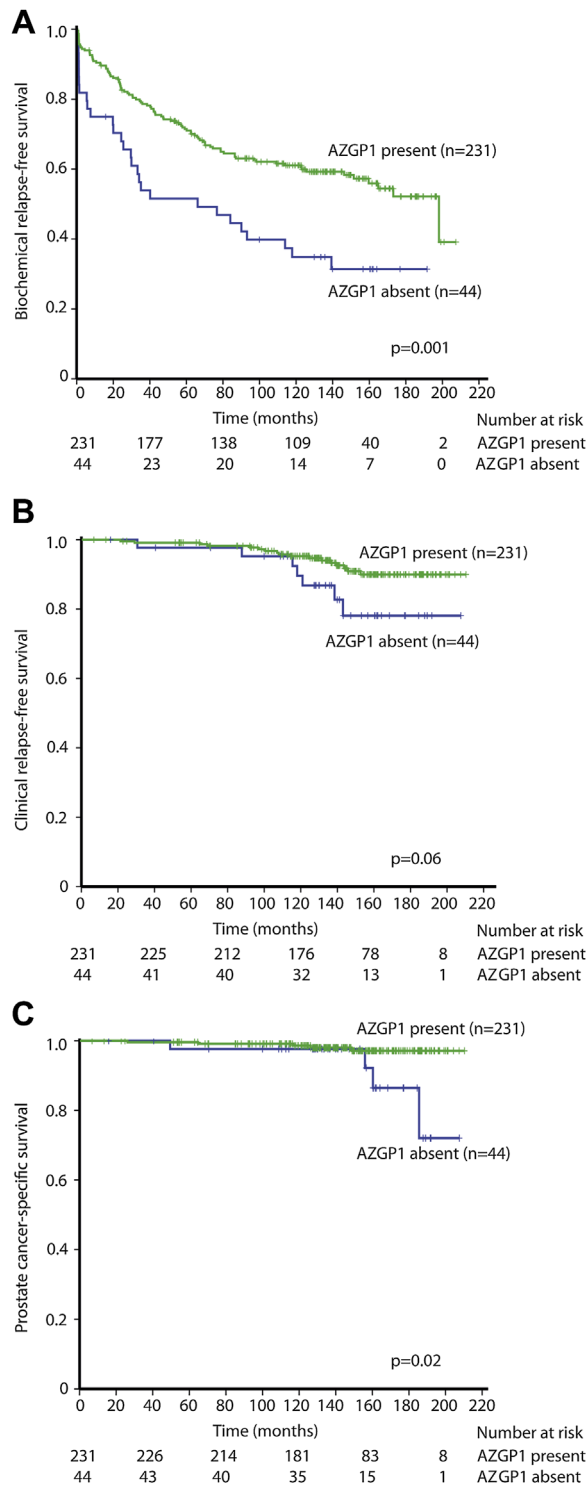 A
Biochemical relapse-free survival
1.0
0.8
0.6
0.4
0.2
0
AZGP1 present (n=231)
AZGP1 absent (n=44)
p=0.001
0 20 40 60 80 100 120 140 160 180 200 220
Time (months)
Number at risk
231 177 138 109 40 2 AZGP1 present
44 23 20 14 7 0 AZGP1 absent
B
Clinical relapse-free survival
1.0
0.8
0.6
0.4
0.2
0
AZGP1 present (n=231)
AZGP1 absent (n=44)
p=0.06
0 20 40 60 80 100 120 140 160 180 200 220
Time (months)
Number at risk
231 225 212 176 78 8 AZGP1 present
44 41 40 32 13 1 AZGP1 absent
C
Prostate cancer-specific survival
1.0
0.8
0.6
0.4
0.2
0
AZGP1 present (n=231)
AZGP1 absent (n=44)
p=0.02
0 20 40 60 80 100 120 140 160 180 200 220
Time (months)
Number at risk
231 226 214 181 83 8 AZGP1 present
44 43 40 35 15 1 AZGP1 absent